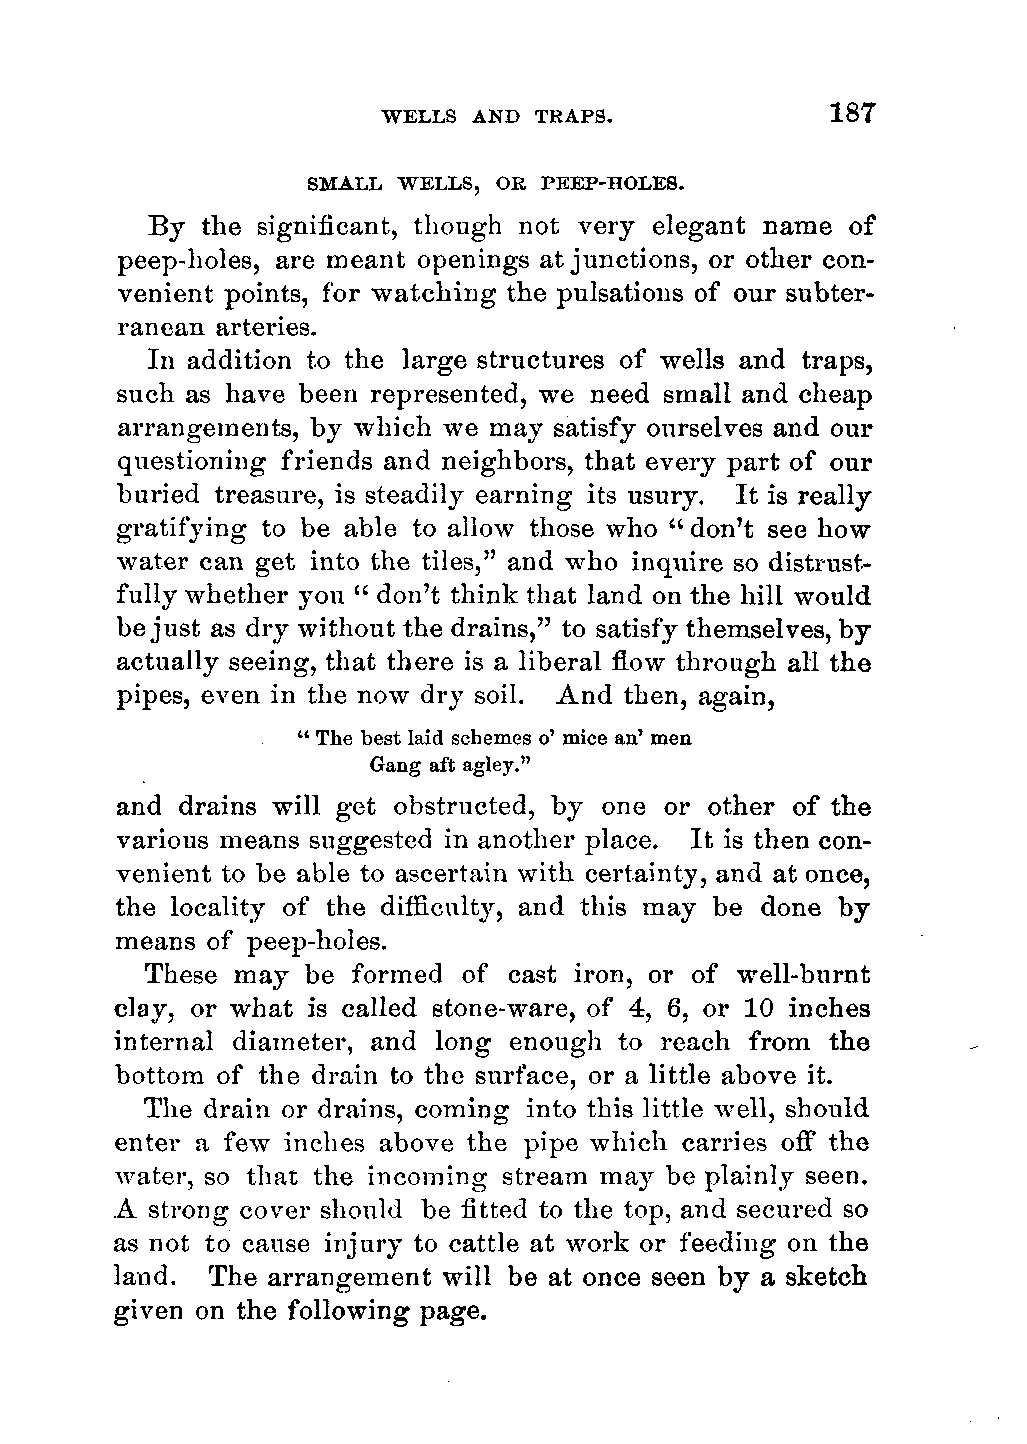 WELLS AND TRAPS. 187
SMALL WELLS, OR PEEP-HOLES.
By the significant, though not very elegant name of
peep-holes, are meant openings at junctions, or other con-
venient points, for watching the pulsations of our subter-
ranean arteries.
In addition to the large structures of wells and traps,
such as have been represented, we need small and cheap
arrangements, by which we may satisfy ourselves and our
questioning friends and neighbors, that every part of our
buried treasure, is steadily earning its usury. It is really
gratifying to be able to allow those who “don't see how
water can get into the tiles,” and who inquire so distrust-
fully whether you “don't think that land on the hill would
be just as dry without the drains,” to satisfy themselves, by
actually seeing, that there is a liberal flow through all the
pipes, even in the now dry soil. And then, again,
“The best laid schemes o' mice an' men
Gang aft agley.”
and drains will get obstructed, by one or other of the
various means suggested in another place. It is then con-
venient to be able to ascertain with certainty, and at once,
the locality of the difficulty, and this may be done by
means of peep-holes.
These may be formed of cast iron, or of well-burnt
clay, or what is called stone-ware, of 4, 6, or 10 inches
internal diameter, and long enough to reach from the
bottom of the drain to the surface, or a little above it.
The drain or drains, coming into this little well, should
enter a few inches above the pipe which carries off the
water, so that the incoming stream may be plainly seen.
A strong cover should be fitted to the top, and secured so
as not to cause injury to cattle at work or feeding on the
land. The arrangement will be at once seen by a sketch
given on the following page.